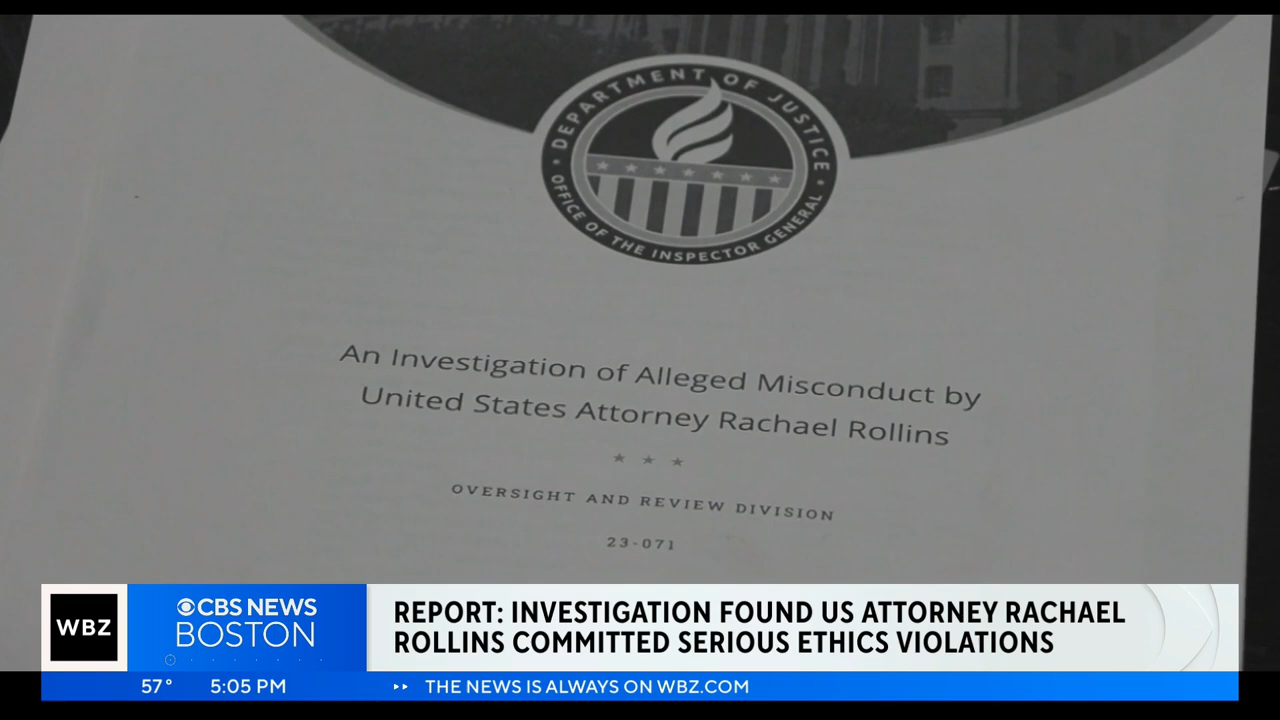 DEPARTMENT OF JUSTICE
OFFICE OF THE INSPECTOR GENERAL
An Investigation of Alleged Misconduct by
United States Attorney Rachael Rollins
OVERSIGHT AND REVIEW DIVISION
23-071
WBZ
CBS NEWS
BOSTON
REPORT: INVESTIGATION FOUND US ATTORNEY RACHAEL
ROLLINS COMMITTED SERIOUS ETHICS VIOLATIONS
57° 5:05 PM THE NEWS IS ALWAYS ON WBZ.COM